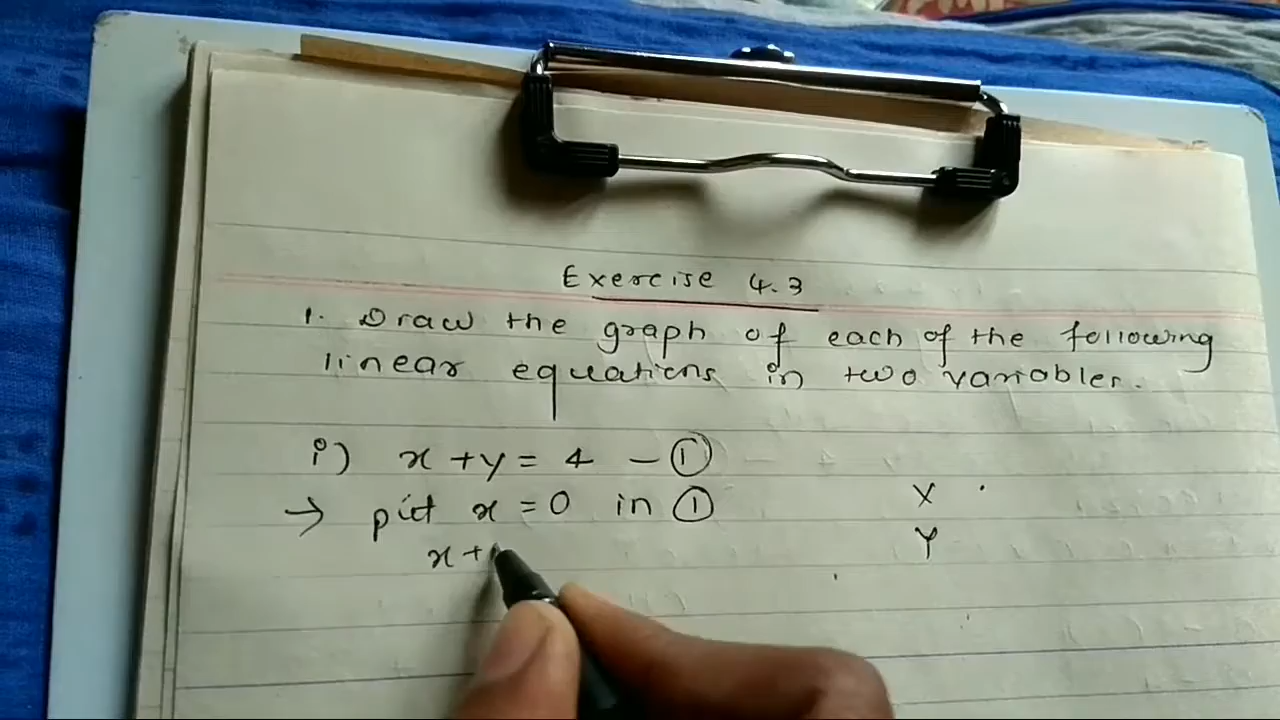 Exercise 4.3
1. Draw the graph of each of the following
linear equations in two variables.
i) x + y = 4 — ①
→ put x = 0 in ①
x +
X
Y